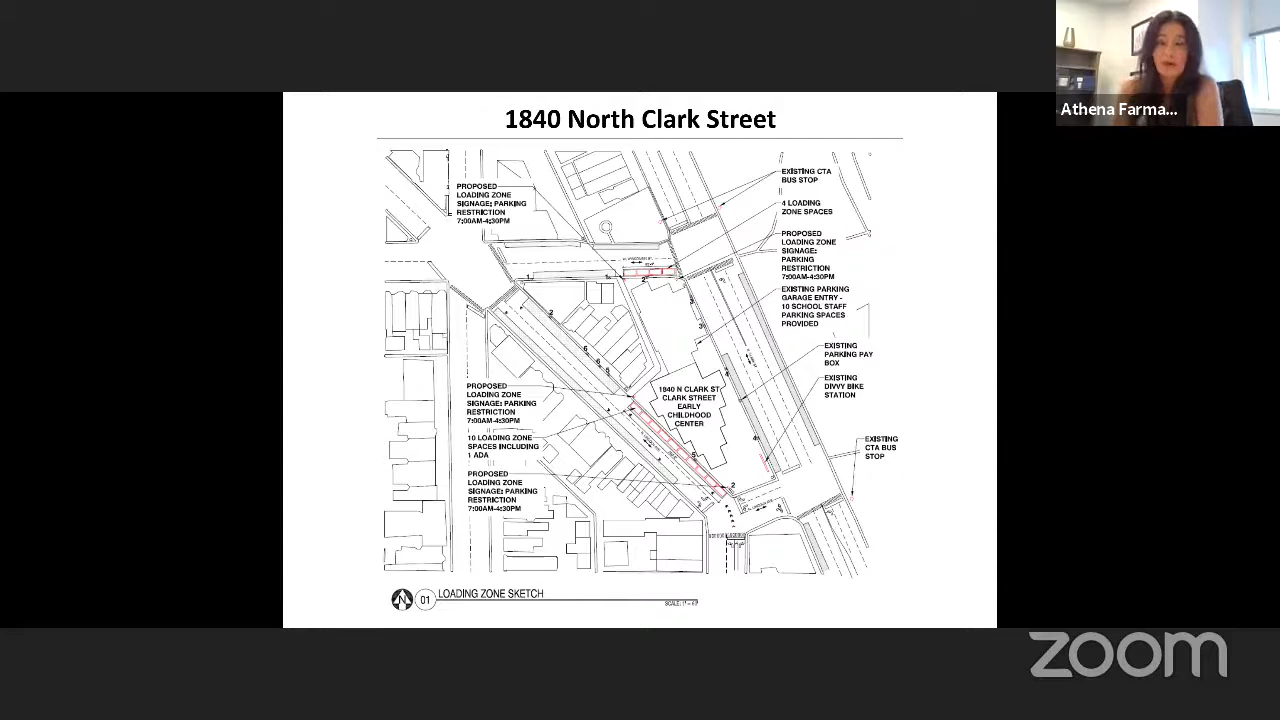 Athena Farma...
1840 North Clark Street
PROPOSED
LOADING ZONE
SIGNAGE; PARKING
RESTRICTION
7:00AM-4:30PM
EXISTING CTA
BUS STOP
4 LOADING
ZONE SPACES
PROPOSED
LOADING ZONE
SIGNAGE:
PARKING
RESTRICTION
7:00AM-4:30PM
EXISTING PARKING
GARAGE ENTRY -
10 SCHOOL STAFF
PARKING SPACES
PROVIDED
EXISTING
PARKING PAY
BOX
EXISTING
DIVVY BIKE
STATION
1840 N CLARK ST
CLARK STREET
EARLY
CHILDHOOD
CENTER
PROPOSED
LOADING ZONE
SIGNAGE; PARKING
RESTRICTION
7:00AM-4:30PM
10 LOADING ZONE
SPACES INCLUDING
1 ADA
PROPOSED
LOADING ZONE
SIGNAGE; PARKING
RESTRICTION
7:00AM-4:30PM
EXISTING
CTA BUS
STOP
N
01
LOADING ZONE SKETCH
zoom